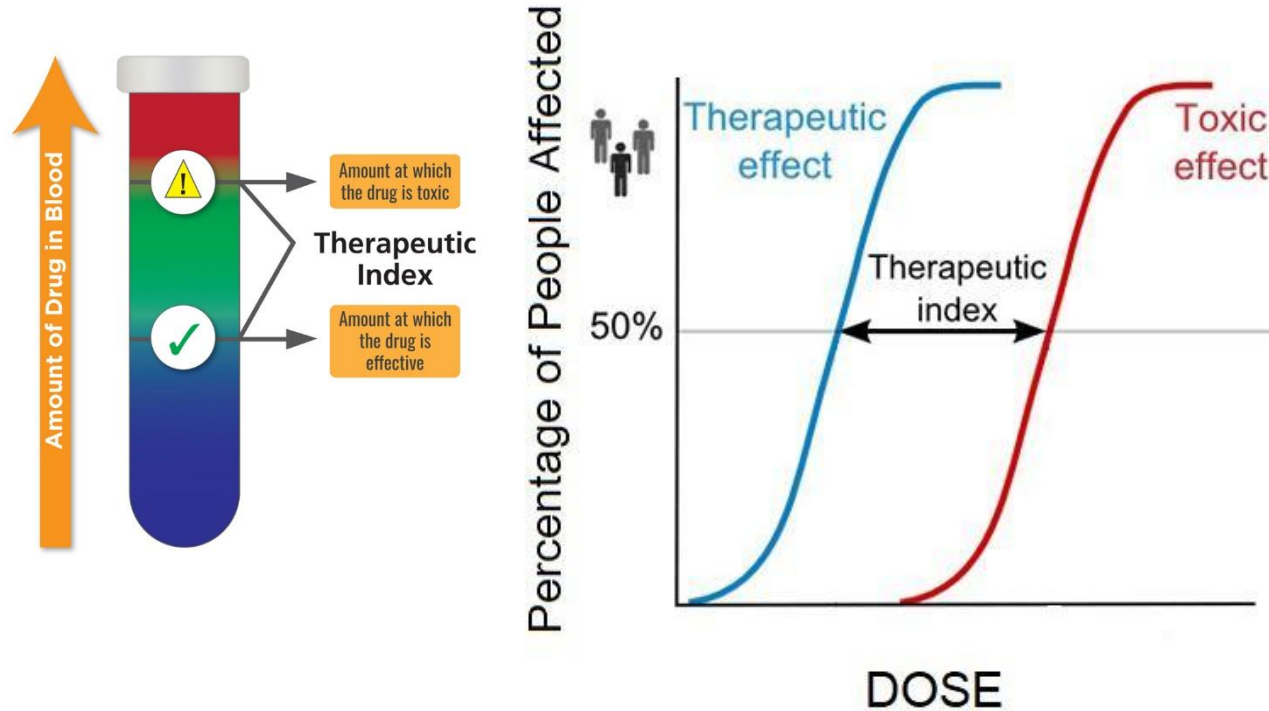 Amount of Drug in Blood
!
Amount at which
the drug is toxic
Therapeutic
Index
Amount at which
the drug is
effective
Percentage of People Affected
Therapeutic
effect
Toxic
effect
Therapeutic
index
50%
DOSE